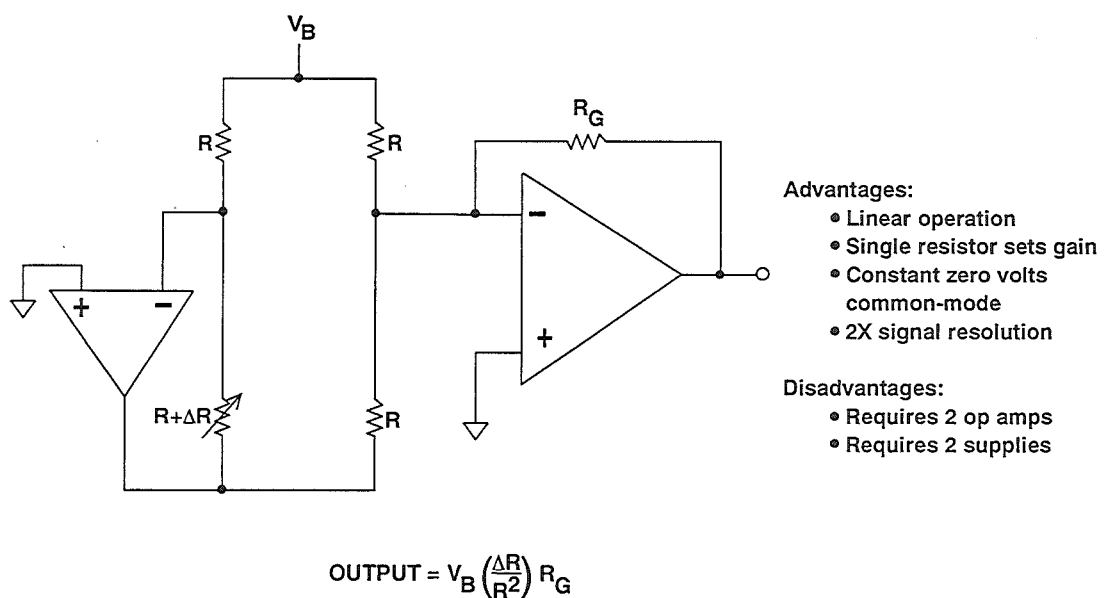 V_B
R
R
R_G
Advantages:
• Linear operation
• Single resistor sets gain
• Constant zero volts
common-mode
• 2X signal resolution
−
+
−
+
R+ΔR
R
Disadvantages:
• Requires 2 op amps
• Requires 2 supplies
OUTPUT = V_B (ΔR/R²) R_G